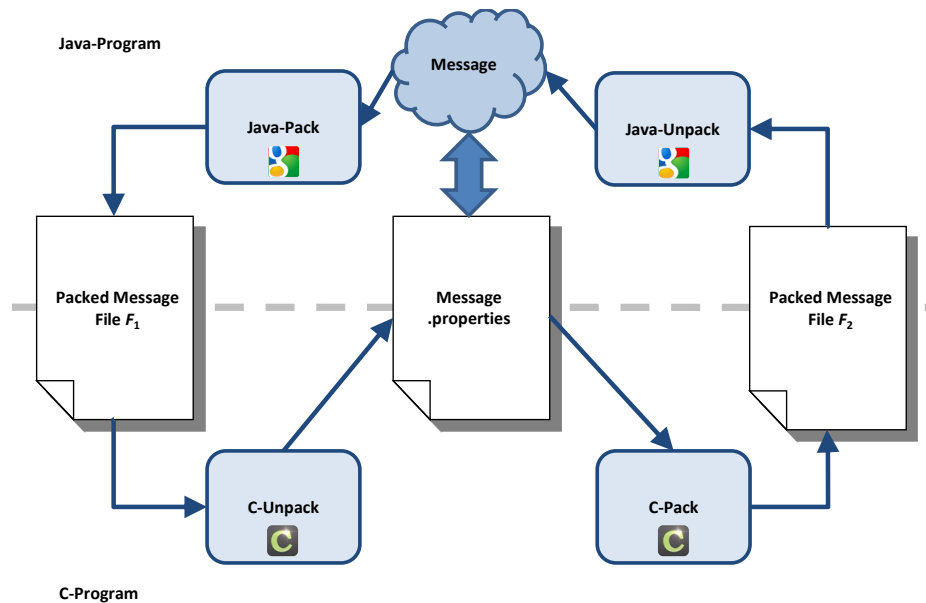 Java-Program
Message
Java-Pack
Java-Unpack
Packed Message
File F1
Message
.properties
Packed Message
File F2
C-Unpack
C
C-Pack
C
C-Program